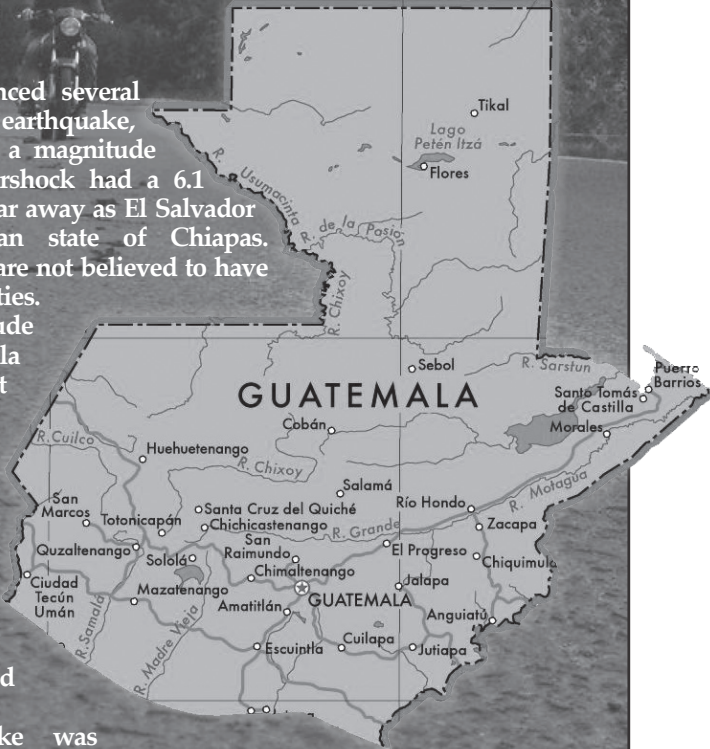 nced several
earthquake,
a magnitude
rshock had a 6.1
ar away as El Salvador
an state of Chiapas.
are not believed to have
ties.
ude
la
t
d
ke was
Tikal
Lago
Petén Itzá
Flores
R. Usumacinta
R. de la Pasión
R. Chixoy
Sebol
R. Sarstun
Puerro
Barrios
Santo Tomás
de Castilla
Morales
GUATEMALA
Cobán
R.Cuilco
Huehuetenango
R. Chixoy
Salamá
San
Marcos
Totonicapán
Santa Cruz del Quiché
Chichicastenango
Río Hondo
R. Motagua
R. Grande
Zacapa
Quzaltenango
Sololá
San
Raimundo
El Progreso
Chiquimula
Chimaltenango
Ciudad
Tecún
Umán
Mazatenango
GUATEMALA
Jalapa
Amatitlán
Anguiatú
R.Samala
R. Madre Vieja
Escuintla
Cuilapa
Jutiapa